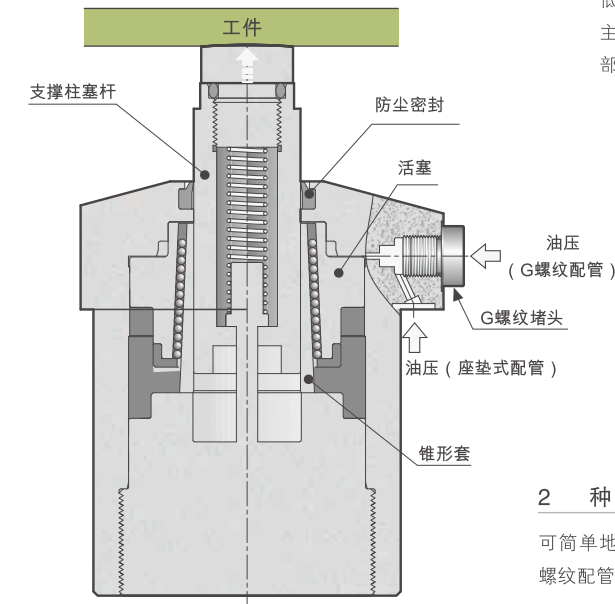 低
主
部
工件
支撑柱塞杆
防尘密封
活塞
油压
（G螺纹配管）
G螺纹堵头
油压（座垫式配管）
锥形套
2 种
可简单地
螺纹配管